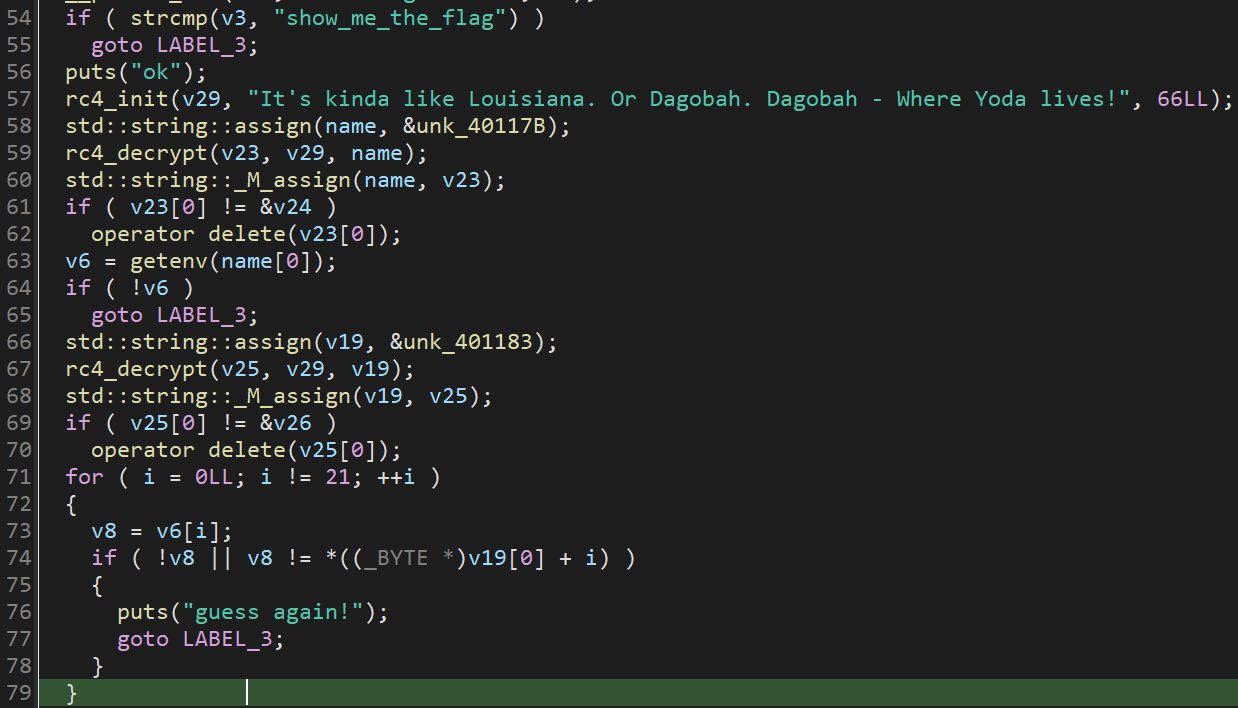 54 if ( strcmp(v3, "show_me_the_flag") )
55 goto LABEL_3;
56 puts("ok");
57 rc4_init(v29, "It's kinda like Louisiana. Or Dagobah. Dagobah - Where Yoda lives!", 66LL);
58 std::string::assign(name, &unk_40117B);
59 rc4_decrypt(v23, v29, name);
60 std::string::_M_assign(name, v23);
61 if ( v23[0] != &v24 )
62 operator delete(v23[0]);
63 v6 = getenv(name[0]);
64 if ( !v6 )
65 goto LABEL_3;
66 std::string::assign(v19, &unk_401183);
67 rc4_decrypt(v25, v29, v19);
68 std::string::_M_assign(v19, v25);
69 if ( v25[0] != &v26 )
70 operator delete(v25[0]);
71 for ( i = 0LL; i != 21; ++i )
72 {
73 v8 = v6[i];
74 if ( !v8 || v8 != *((_BYTE *)v19[0] + i) )
75 {
76 puts("guess again!");
77 goto LABEL_3;
78 }
79 }